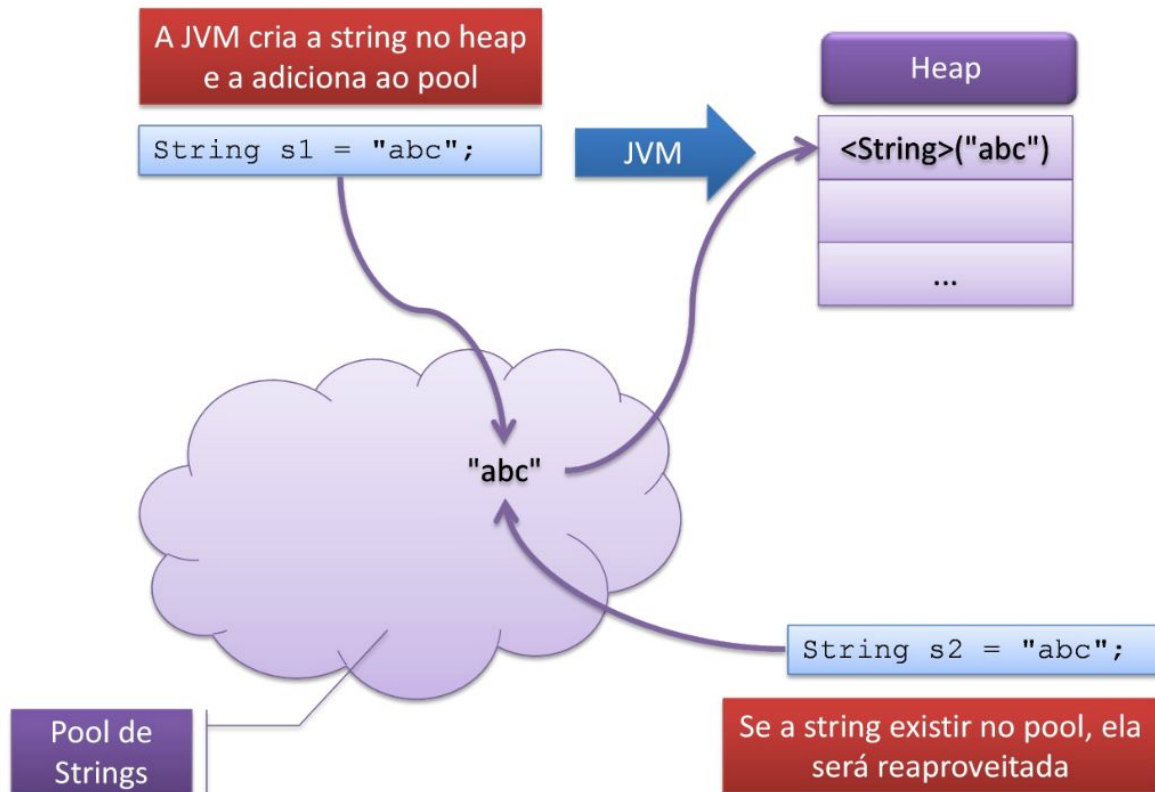 A JVM cria a string no heap
e a adiciona ao pool
String s1 = "abc";
JVM
Heap
<String>("abc")
...
"abc"
String s2 = "abc";
Pool de
Strings
Se a string existir no pool, ela
será reaproveitada